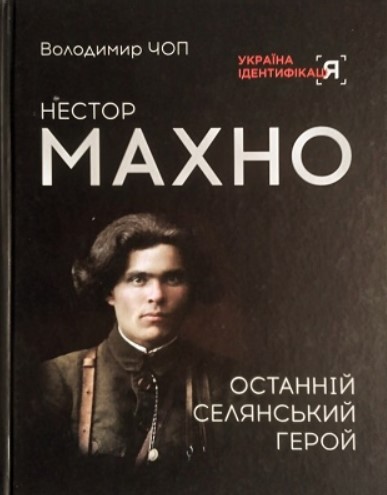 Володимир ЧОП
УКРАЇНА
ІДЕНТИФІКАЦ[Я]
НЕСТОР
МАХНО
ОСТАННІЙ
СЕЛЯНСЬКИЙ
ГЕРОЙ